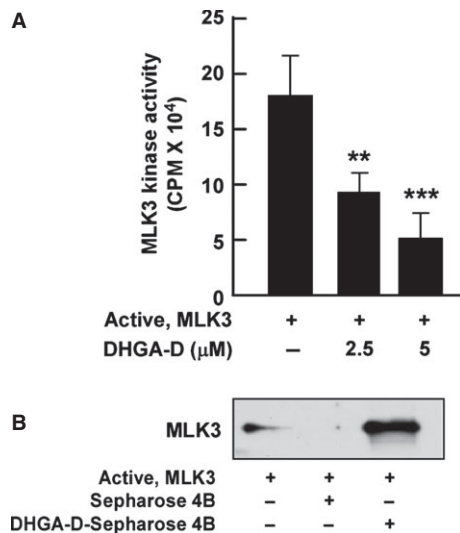 A
MLK3 kinase activity
(CPM X 10⁴)
25
20
15
10
5
0
**
***
Active, MLK3 + + +
DHGA-D (μM) – 2.5 5
B
MLK3
Active, MLK3 + + +
Sepharose 4B – + –
DHGA-D-Sepharose 4B – – +